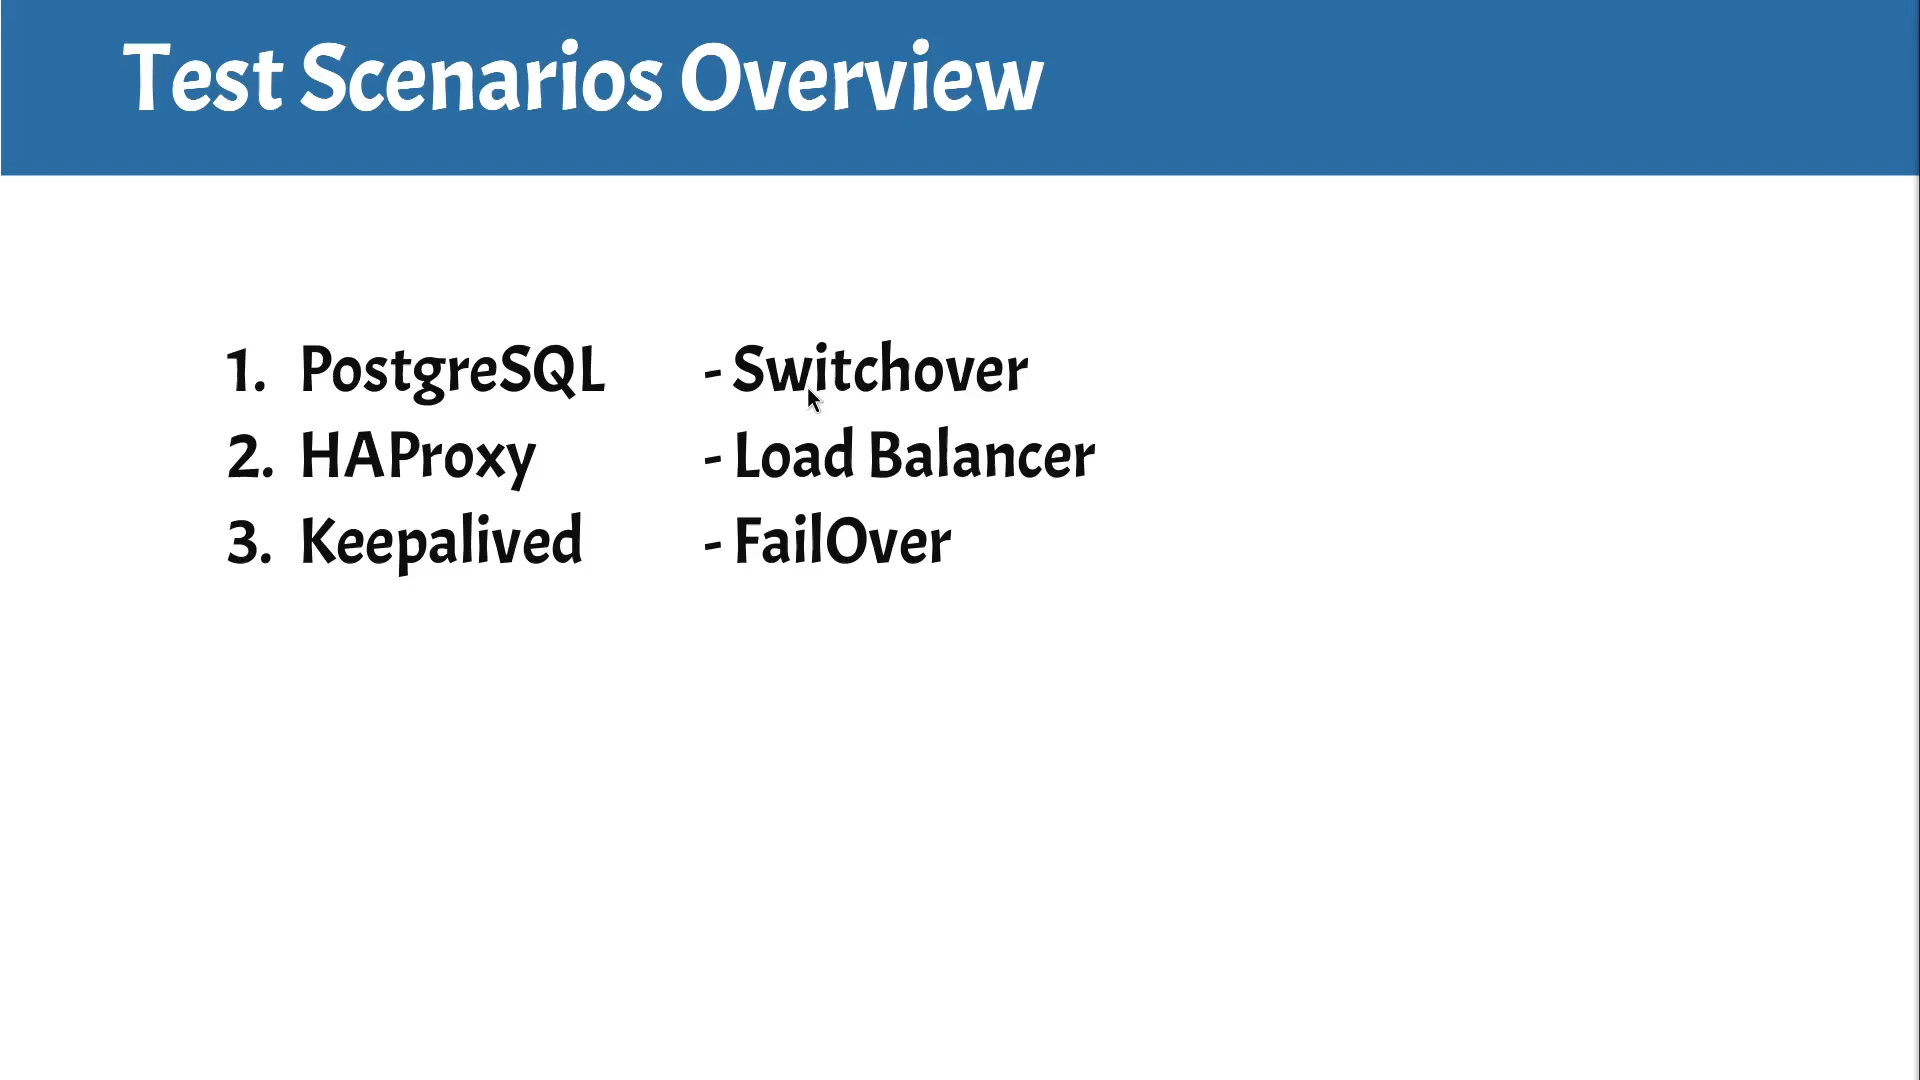 Test Scenarios Overview
1. PostgreSQL - Switchover
2. HAProxy - Load Balancer
3. Keepalived - FailOver